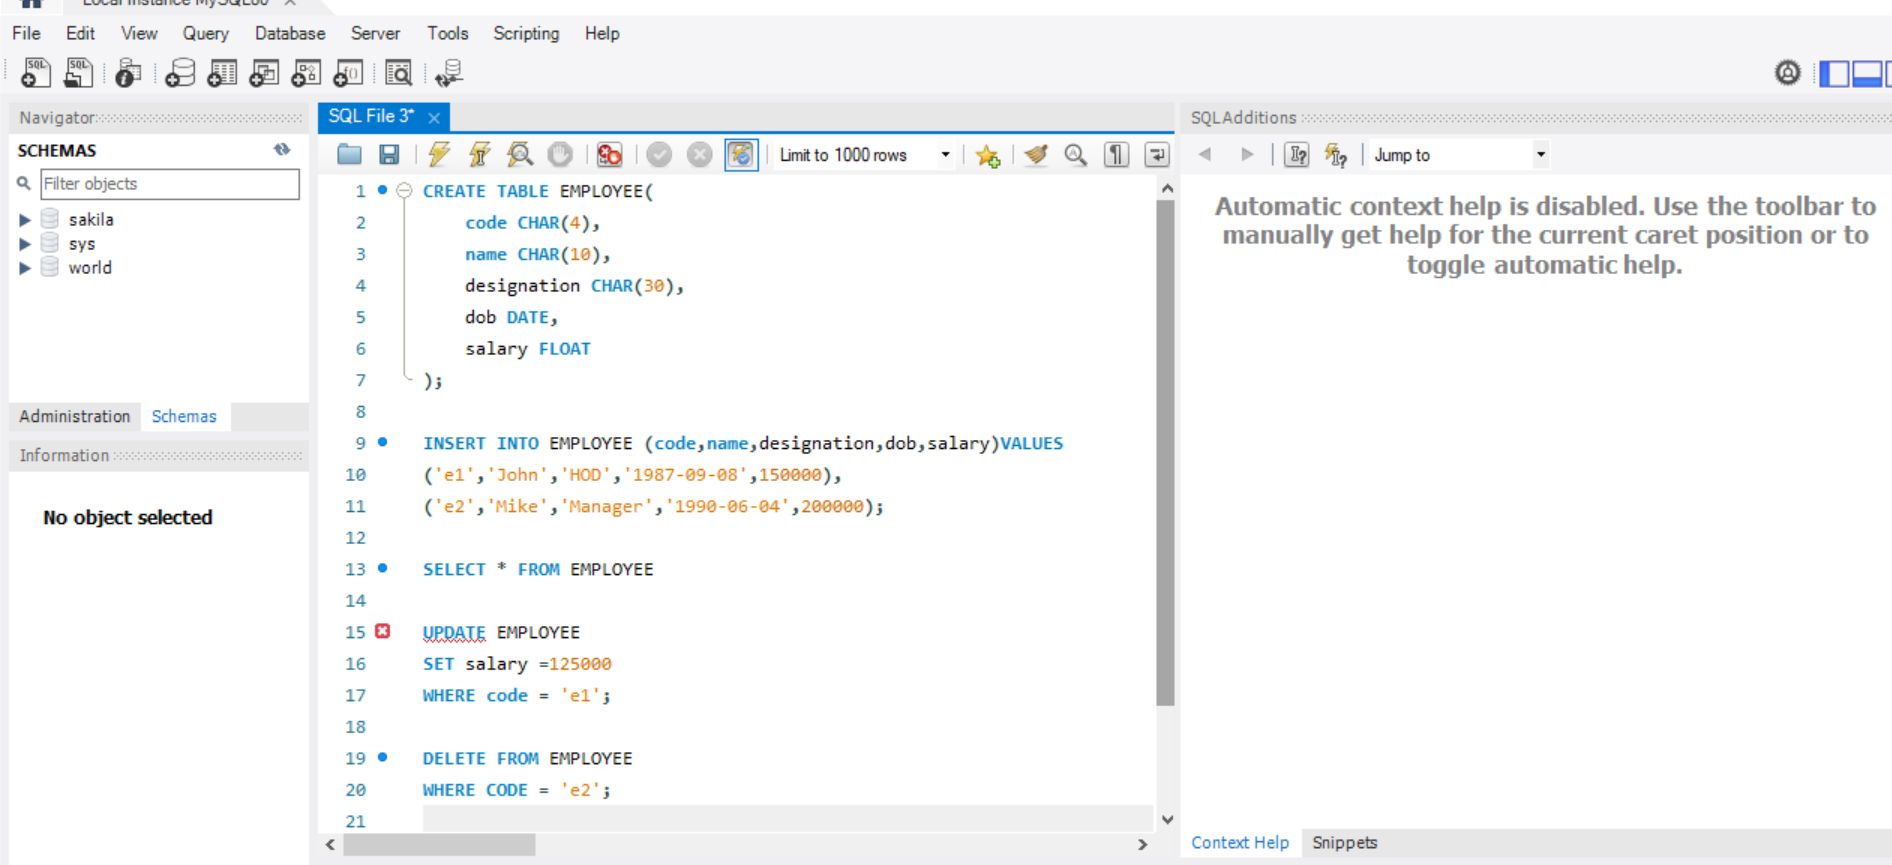 Local instance MySQL80 ×
File Edit View Query Database Server Tools Scripting Help
Navigator
SCHEMAS
Filter objects
sakila
sys
world
Administration Schemas
Information
No object selected
SQL File 3* ×
Limit to 1000 rows
1 CREATE TABLE EMPLOYEE(
2 code CHAR(4),
3 name CHAR(10),
4 designation CHAR(30),
5 dob DATE,
6 salary FLOAT
7 );
8
9 INSERT INTO EMPLOYEE (code,name,designation,dob,salary)VALUES
10 ('e1','John','HOD','1987-09-08',150000),
11 ('e2','Mike','Manager','1990-06-04',200000);
12
13 SELECT * FROM EMPLOYEE
14
15 UPDATE EMPLOYEE
16 SET salary =125000
17 WHERE code = 'e1';
18
19 DELETE FROM EMPLOYEE
20 WHERE CODE = 'e2';
21
SQLAdditions
Jump to
Automatic context help is disabled. Use the toolbar to
manually get help for the current caret position or to
toggle automatic help.
Context Help Snippets